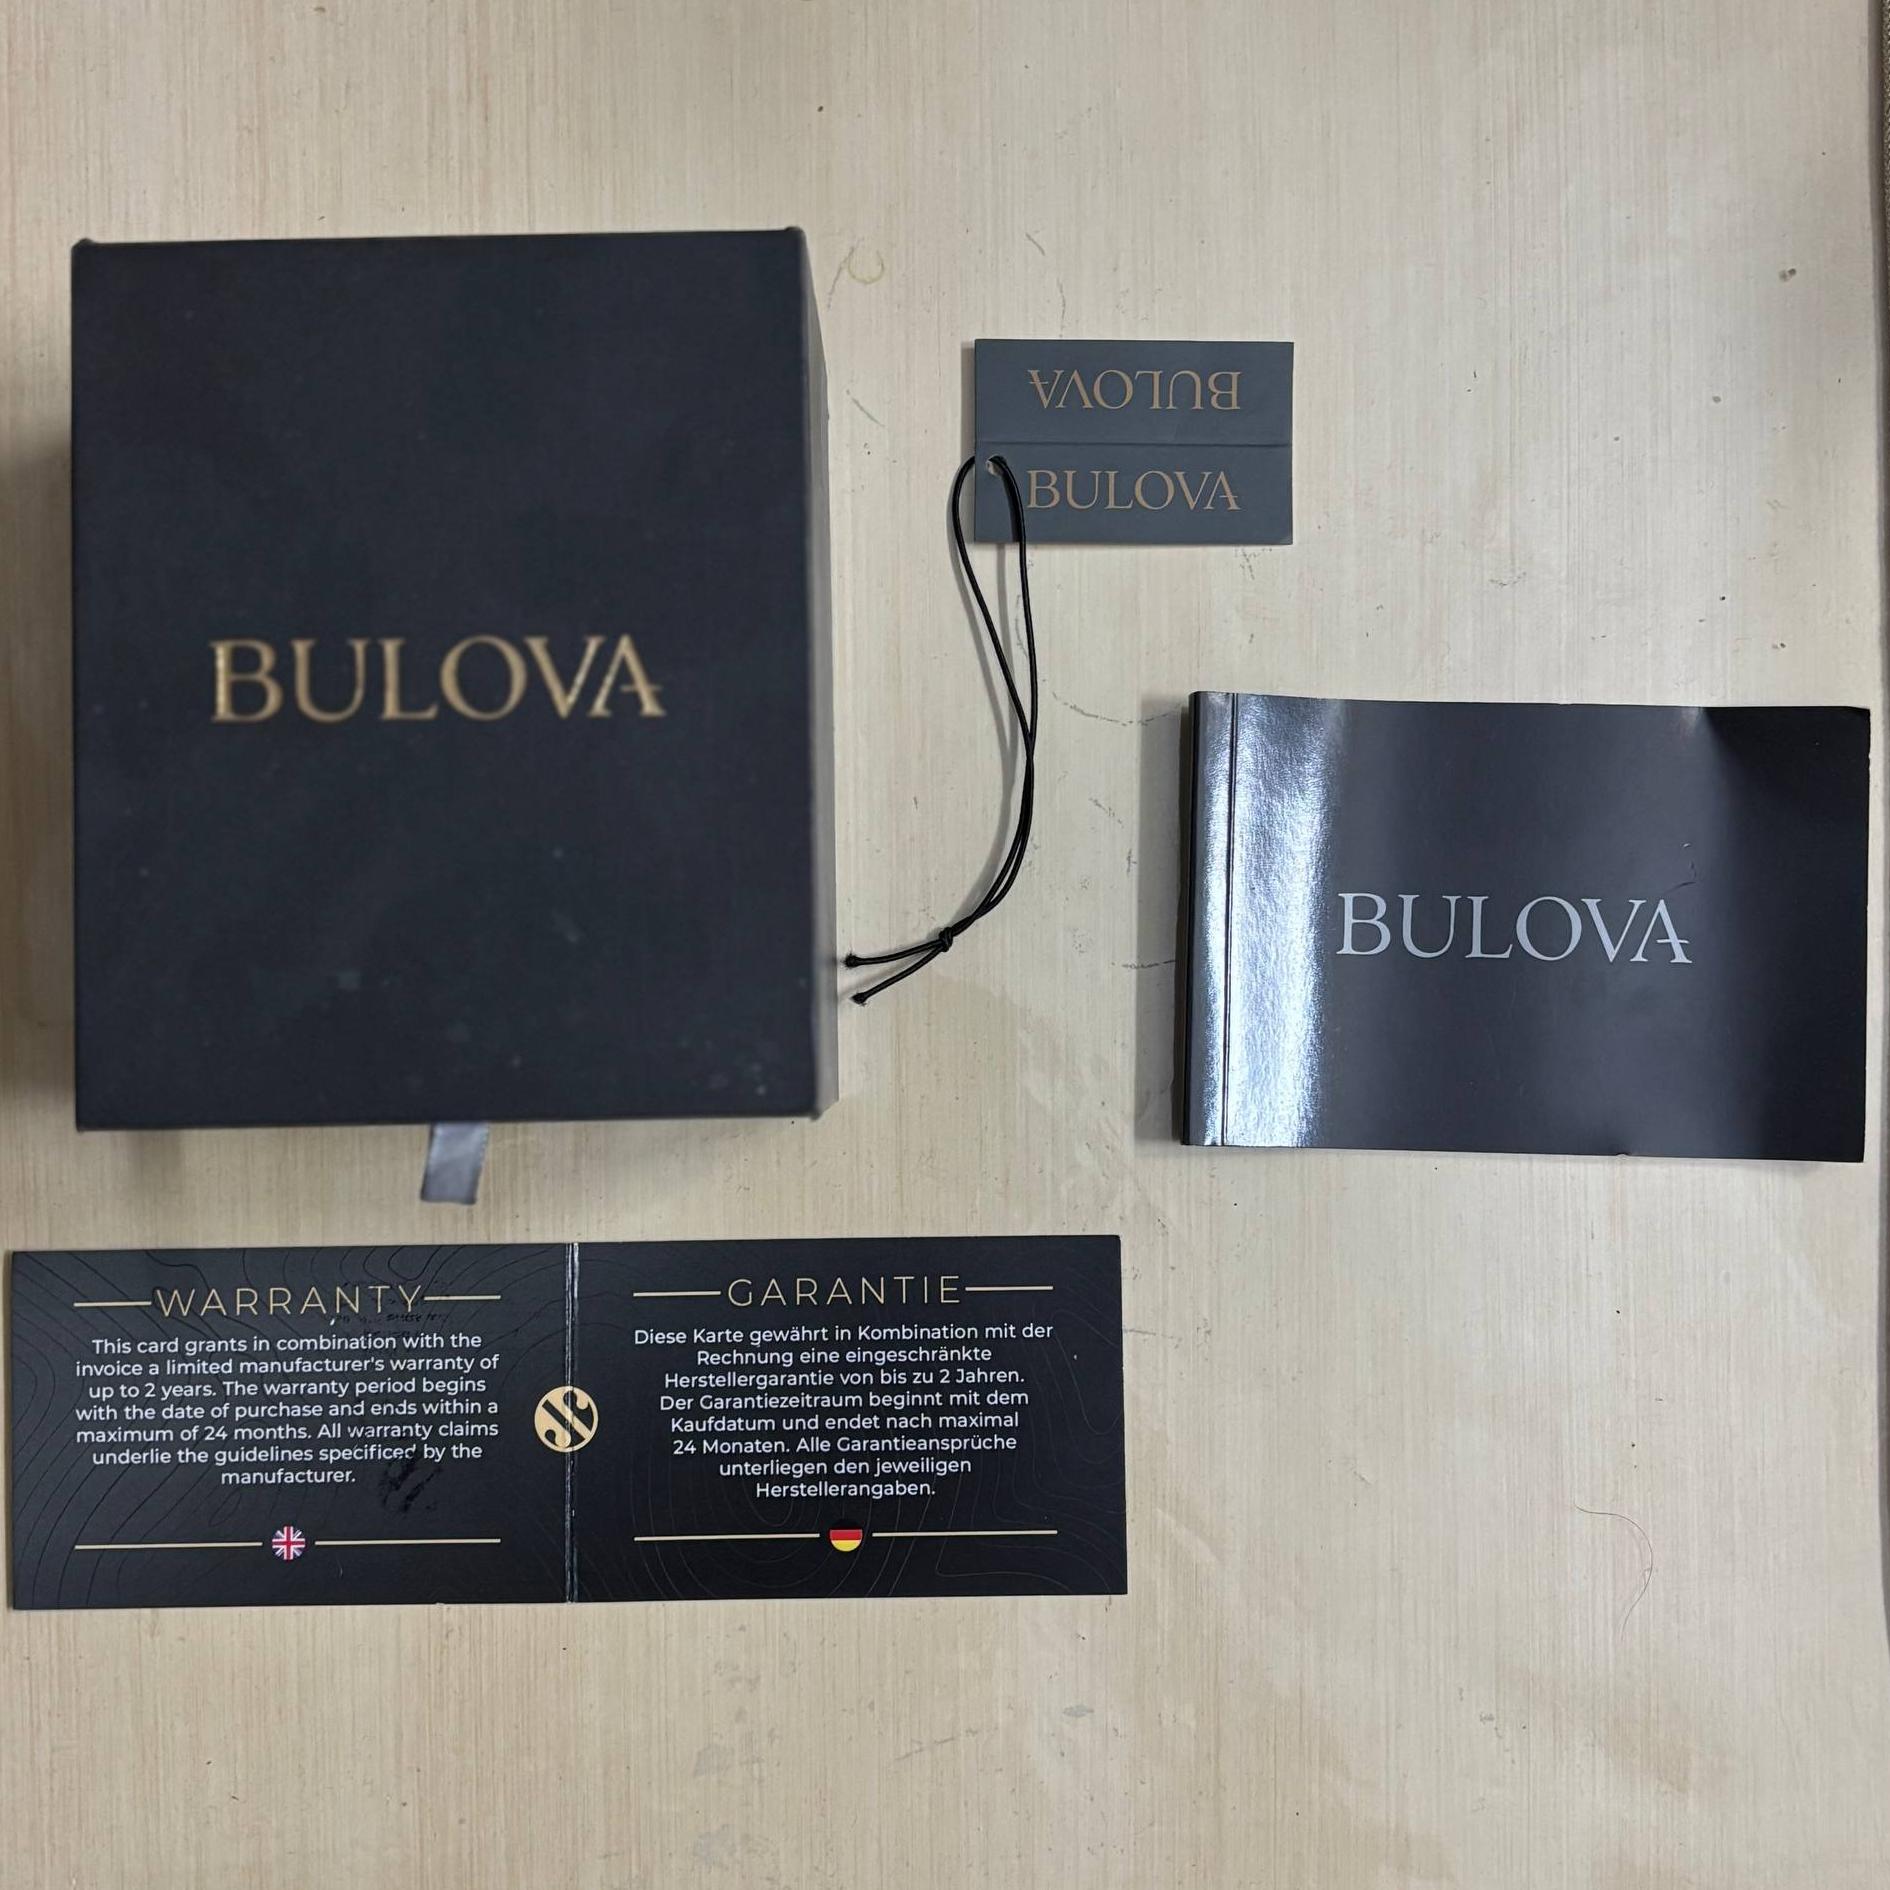 BULOVA
BULOVA
BULOVA
BULOVA
WARRANTY
This card grants in combination with the
invoice a limited manufacturer's warranty of
up to 2 years. The warranty period begins
with the date of purchase and ends within a
maximum of 24 months. All warranty claims
underlie the guidelines specificed by the
manufacturer.
GARANTIE
Diese Karte gewährt in Kombination mit der
Rechnung eine eingeschränkte
Herstellergarantie von bis zu 2 Jahren.
Der Garantiezeitraum beginnt mit dem
Kaufdatum und endet nach maximal
24 Monaten. Alle Garantieansprüche
unterliegen den jeweiligen
Herstellerangaben.